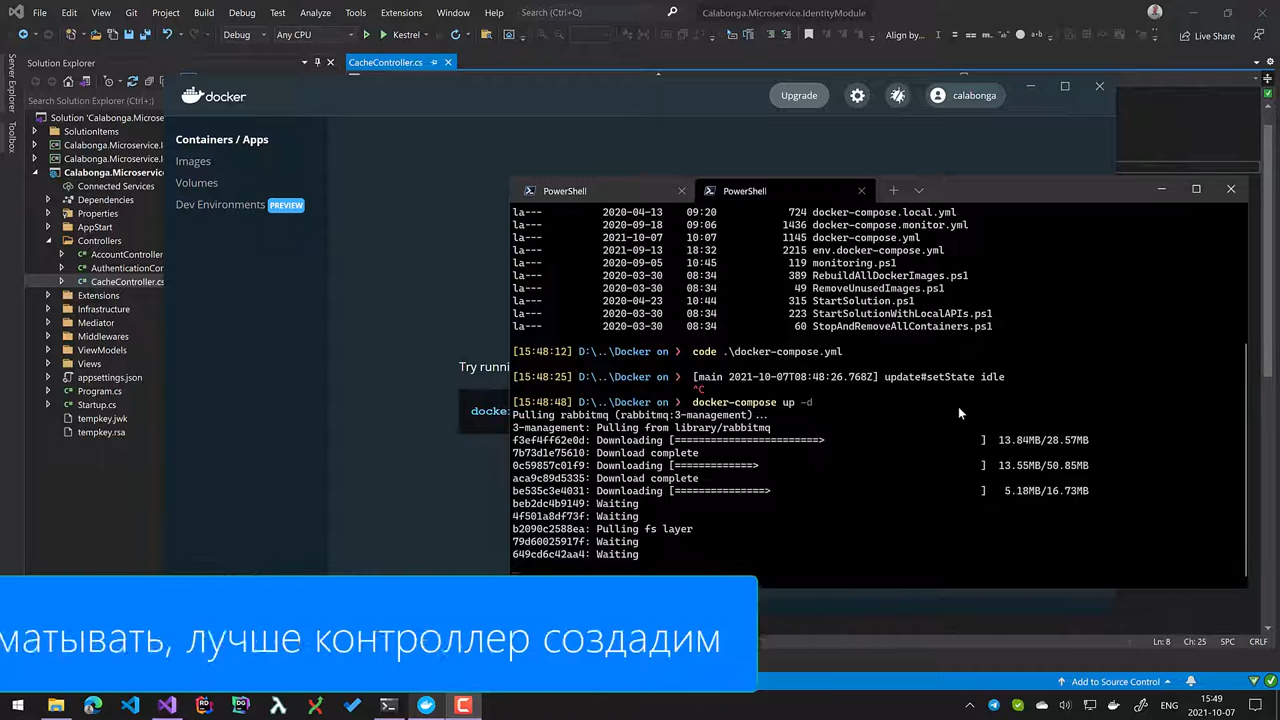 File Edit View Git Project Build Debug Test Analyze Tools Extensions Window Help Search (Ctrl+Q) Calabonga.Microservice.IdentityModule
Debug Any CPU Kestrel Align by... Live Share
Server Explorer
Toolbox
Solution Explorer
CacheController.cs
Search Solution Explorer (Ctrl+;)
Solution 'Calabonga.Microse
SolutionItems
Calabonga.Microservice.I
Calabonga.Microservice.I
Calabonga.Microservice
Connected Services
Dependencies
Properties
AppStart
Controllers
AccountController
AuthenticationCor
CacheController.cs
Extensions
Infrastructure
Mediator
Middlewares
ViewModels
Views
appsettings.json
Program.cs
Startup.cs
tempkey.jwk
tempkey.rsa
docker
Upgrade
calabonga
Containers / Apps
Images
Volumes
Dev Environments PREVIEW
Try runni
docke
PowerShell
PowerShell
la--- 2020-04-13 09:20 724 docker-compose.local.yml
la--- 2020-09-18 09:06 1436 docker-compose.monitor.yml
la--- 2021-10-07 10:07 1145 docker-compose.yml
la--- 2021-09-13 18:32 2215 env.docker-compose.yml
la--- 2020-09-05 10:45 119 monitoring.ps1
la--- 2020-03-30 08:34 389 RebuildAllDockerImages.ps1
la--- 2020-03-30 08:34 49 RemoveUnusedImages.ps1
la--- 2020-04-23 10:44 315 StartSolution.ps1
la--- 2020-03-30 08:34 223 StartSolutionWithLocalAPIs.ps1
la--- 2020-03-30 08:34 60 StopAndRemoveAllContainers.ps1
[15:48:12] D:\..\Docker on ❯ code .\docker-compose.yml
[15:48:25] D:\..\Docker on ❯ [main 2021-10-07T08:48:26.768Z] update#setState idle
^C
[15:48:48] D:\..\Docker on ❯ docker-compose up -d
Pulling rabbitmq (rabbitmq:3-management)...
3-management: Pulling from library/rabbitmq
f3ef4ff62e0d: Downloading [========================> ] 13.84MB/28.57MB
7b73d1e75610: Download complete
0c59857c01f9: Downloading [=============> ] 13.55MB/50.85MB
aca9c89d5335: Download complete
be535c3e4031: Downloading [===============> ] 5.18MB/16.73MB
beb2dc4b9149: Waiting
4f501a8df73f: Waiting
b2090c2588ea: Pulling fs layer
79d60025917f: Waiting
649cd6c42aa4: Waiting
матывать, лучше контроллер создадим
Ln: 8 Ch: 25 SPC CRLF
Add to Source Control
ENG
15:49
2021-10-07